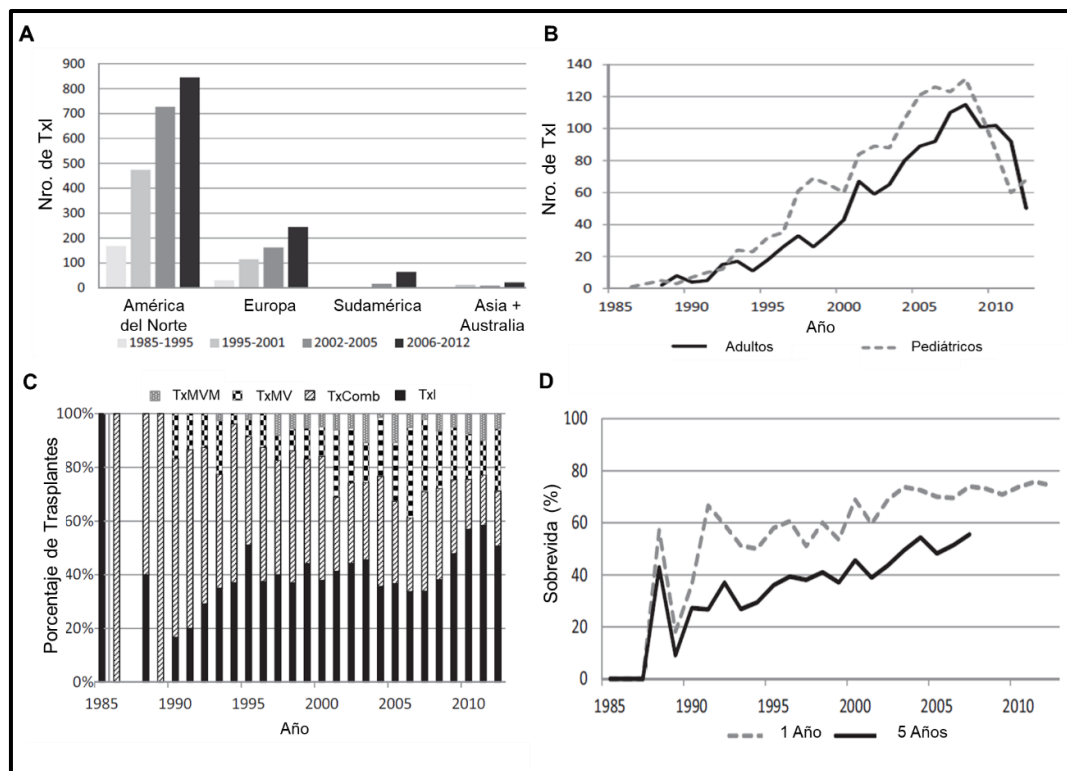 A
900
800
700
600
500
400
300
200
100
0
Nro. de TxI
América del Norte
Europa
Sudamérica
Asia + Australia
1985-1995
1995-2001
2002-2005
2006-2012
B
140
120
100
80
60
40
20
0
Nro. de TxI
1985
1990
1995
2000
2005
2010
Año
Adultos
Pediátricos
C
TxMVM
TxMV
TxComb
TxI
100%
80%
60%
40%
20%
0%
Porcentaje de Trasplantes
1985
1990
1995
2000
2005
2010
Año
D
100
80
60
40
20
0
Sobrevida (%)
1985
1990
1995
2000
2005
2010
Año
1 Año
5 Años